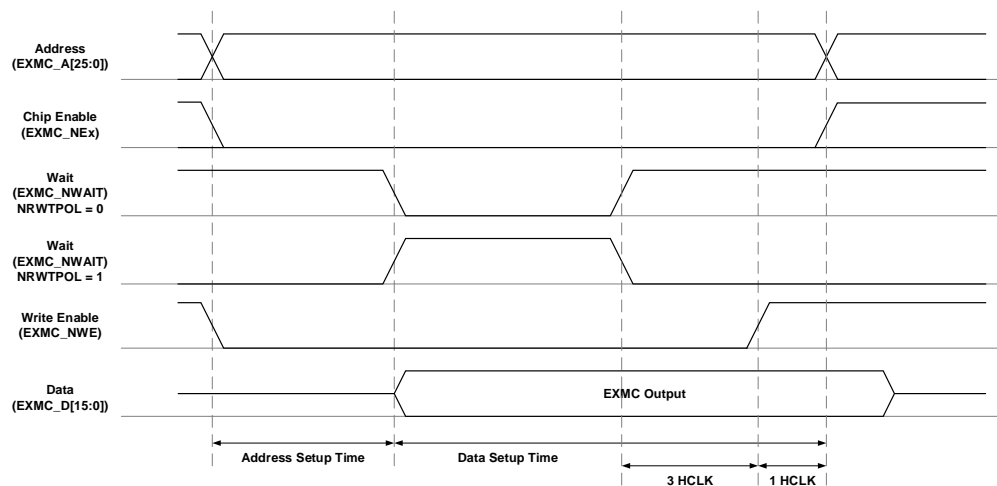 Address
(EXMC_A[25:0])
Chip Enable
(EXMC_NEx)
Wait
(EXMC_NWAIT)
NRWTPOL = 0
Wait
(EXMC_NWAIT)
NRWTPOL = 1
Write Enable
(EXMC_NWE)
Data
(EXMC_D[15:0])
EXMC Output
Address Setup Time
Data Setup Time
3 HCLK
1 HCLK